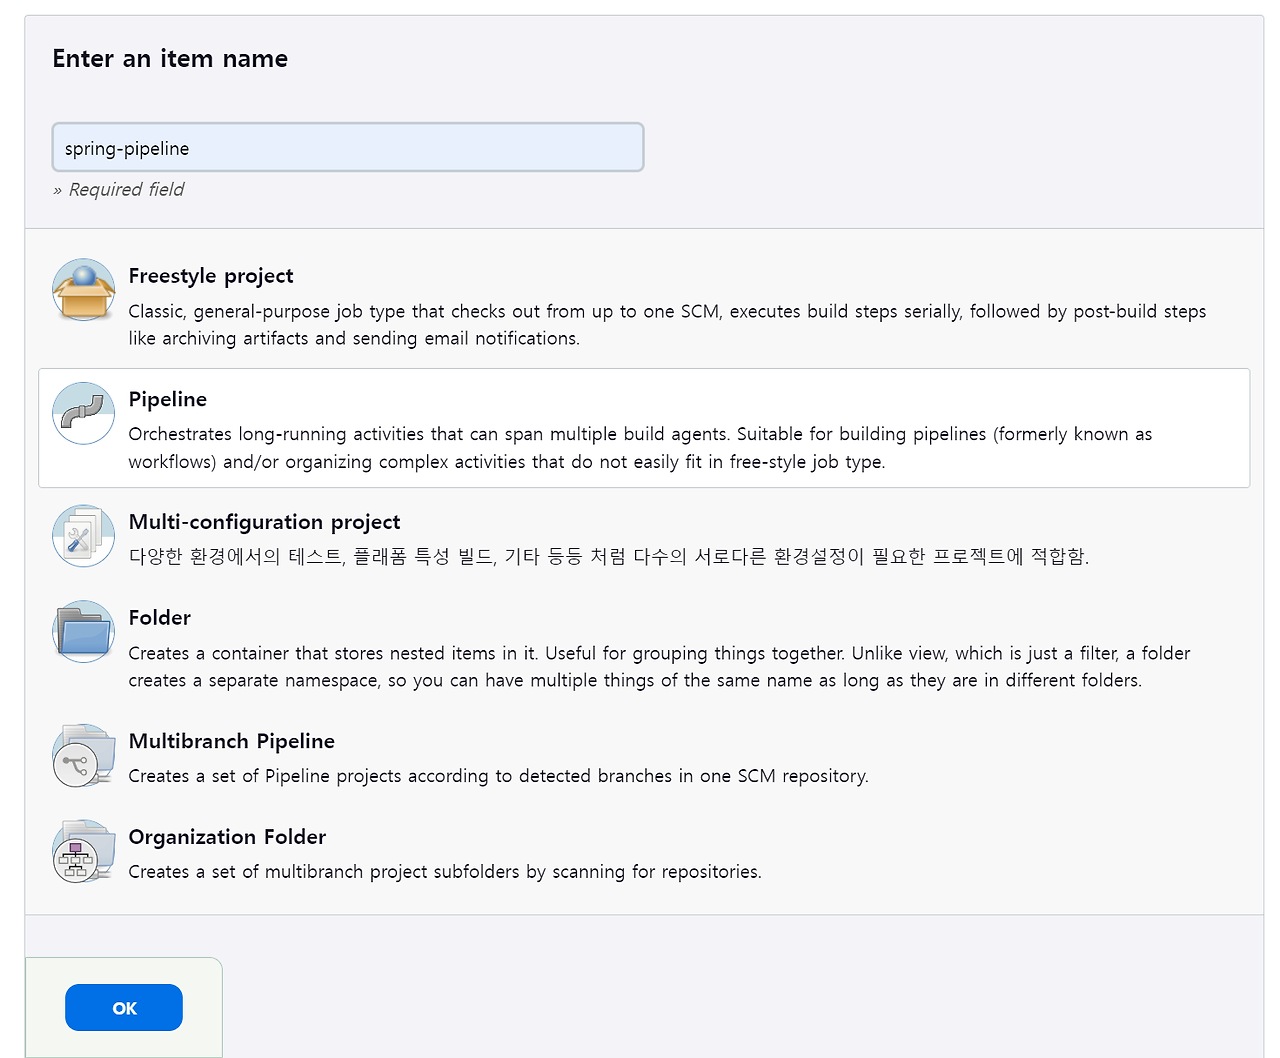 Enter an item name
spring-pipeline
» Required field
Freestyle project
Classic, general-purpose job type that checks out from up to one SCM, executes build steps serially, followed by post-build steps
like archiving artifacts and sending email notifications.
Pipeline
Orchestrates long-running activities that can span multiple build agents. Suitable for building pipelines (formerly known as
workflows) and/or organizing complex activities that do not easily fit in free-style job type.
Multi-configuration project
다양한 환경에서의 테스트, 플래폼 특성 빌드, 기타 등등 처럼 다수의 서로다른 환경설정이 필요한 프로젝트에 적합함.
Folder
Creates a container that stores nested items in it. Useful for grouping things together. Unlike view, which is just a filter, a folder
creates a separate namespace, so you can have multiple things of the same name as long as they are in different folders.
Multibranch Pipeline
Creates a set of Pipeline projects according to detected branches in one SCM repository.
Organization Folder
Creates a set of multibranch project subfolders by scanning for repositories.
OK